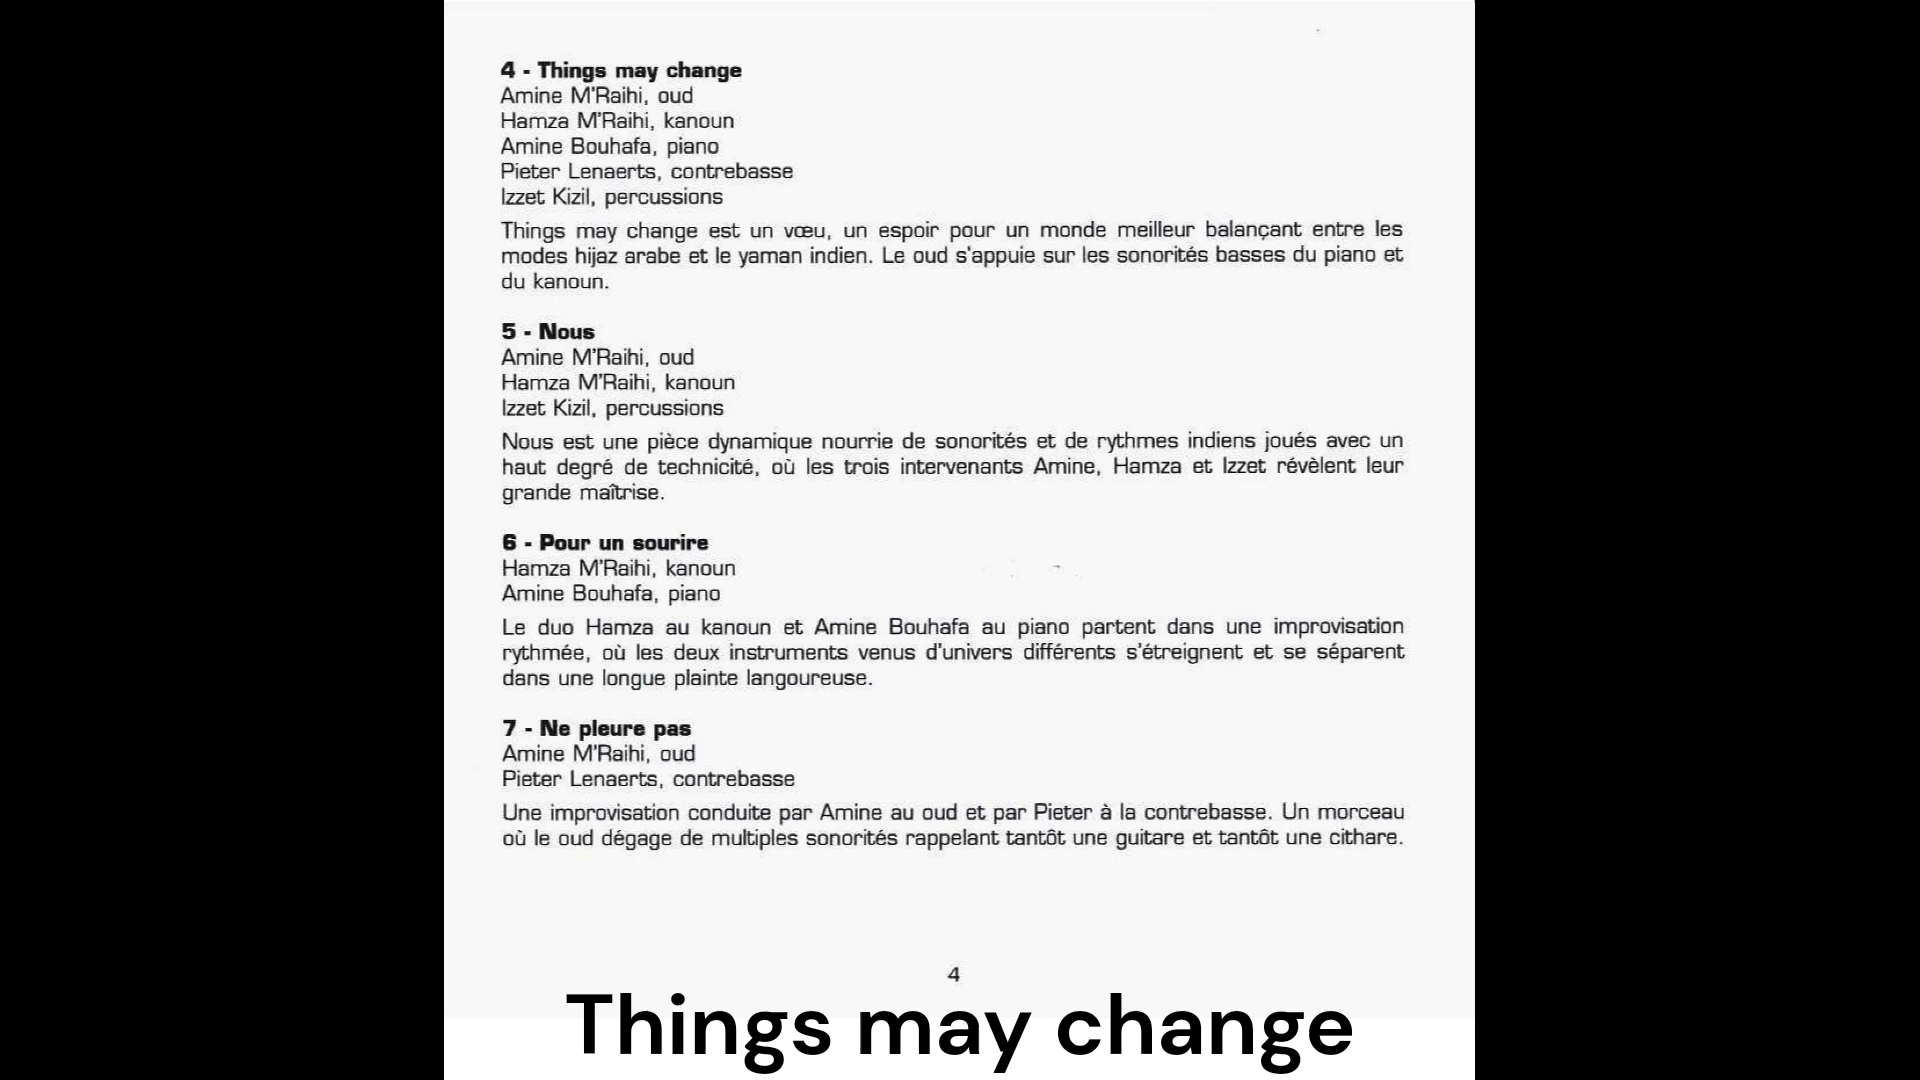 4 - Things may change
Amine M'Raihi, oud
Hamza M'Raihi, kanoun
Amine Bouhafa, piano
Pieter Lenaerts, contrebasse
Izzet Kizil, percussions
Things may change est un vœu, un espoir pour un monde meilleur balançant entre les
modes hijaz arabe et le yaman indien. Le oud s'appuie sur les sonorités basses du piano et
du kanoun.
5 - Nous
Amine M'Raihi, oud
Hamza M'Raihi, kanoun
Izzet Kizil, percussions
Nous est une pièce dynamique nourrie de sonorités et de rythmes indiens joués avec un
haut degré de technicité, où les trois intervenants Amine, Hamza et Izzet révèlent leur
grande maîtrise.
6 - Pour un sourire
Hamza M'Raihi, kanoun
Amine Bouhafa, piano
Le duo Hamza au kanoun et Amine Bouhafa au piano partent dans une improvisation
rythmée, où les deux instruments venus d'univers différents s'étreignent et se séparent
dans une longue plainte langoureuse.
7 - Ne pleure pas
Amine M'Raihi, oud
Pieter Lenaerts, contrebasse
Une improvisation conduite par Amine au oud et par Pieter à la contrebasse. Un morceau
où le oud dégage de multiples sonorités rappelant tantôt une guitare et tantôt une cithare.
4
Things may change